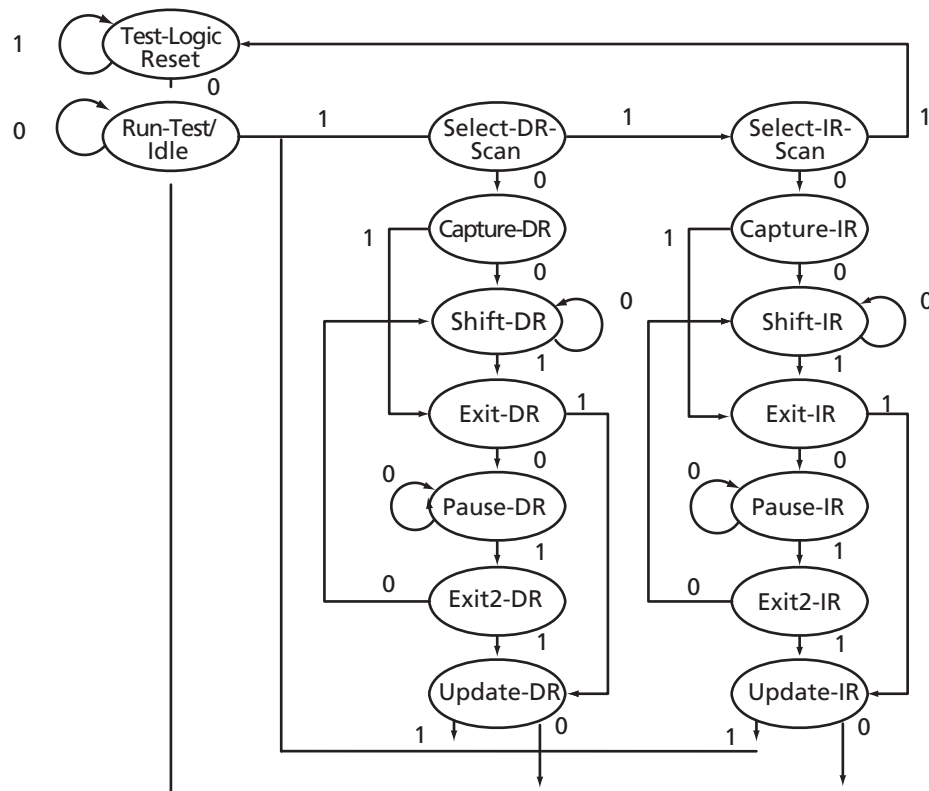 1
Test-Logic
Reset
0
0
Run-Test/
Idle
1
Select-DR-
Scan
1
Select-IR-
Scan
1
0
0
1
Capture-DR
1
Capture-IR
0
0
Shift-DR
0
Shift-IR
0
1
1
Exit-DR
1
Exit-IR
1
0
0
0
Pause-DR
0
Pause-IR
1
1
0
Exit2-DR
0
Exit2-IR
1
1
Update-DR
Update-IR
1
0
1
0